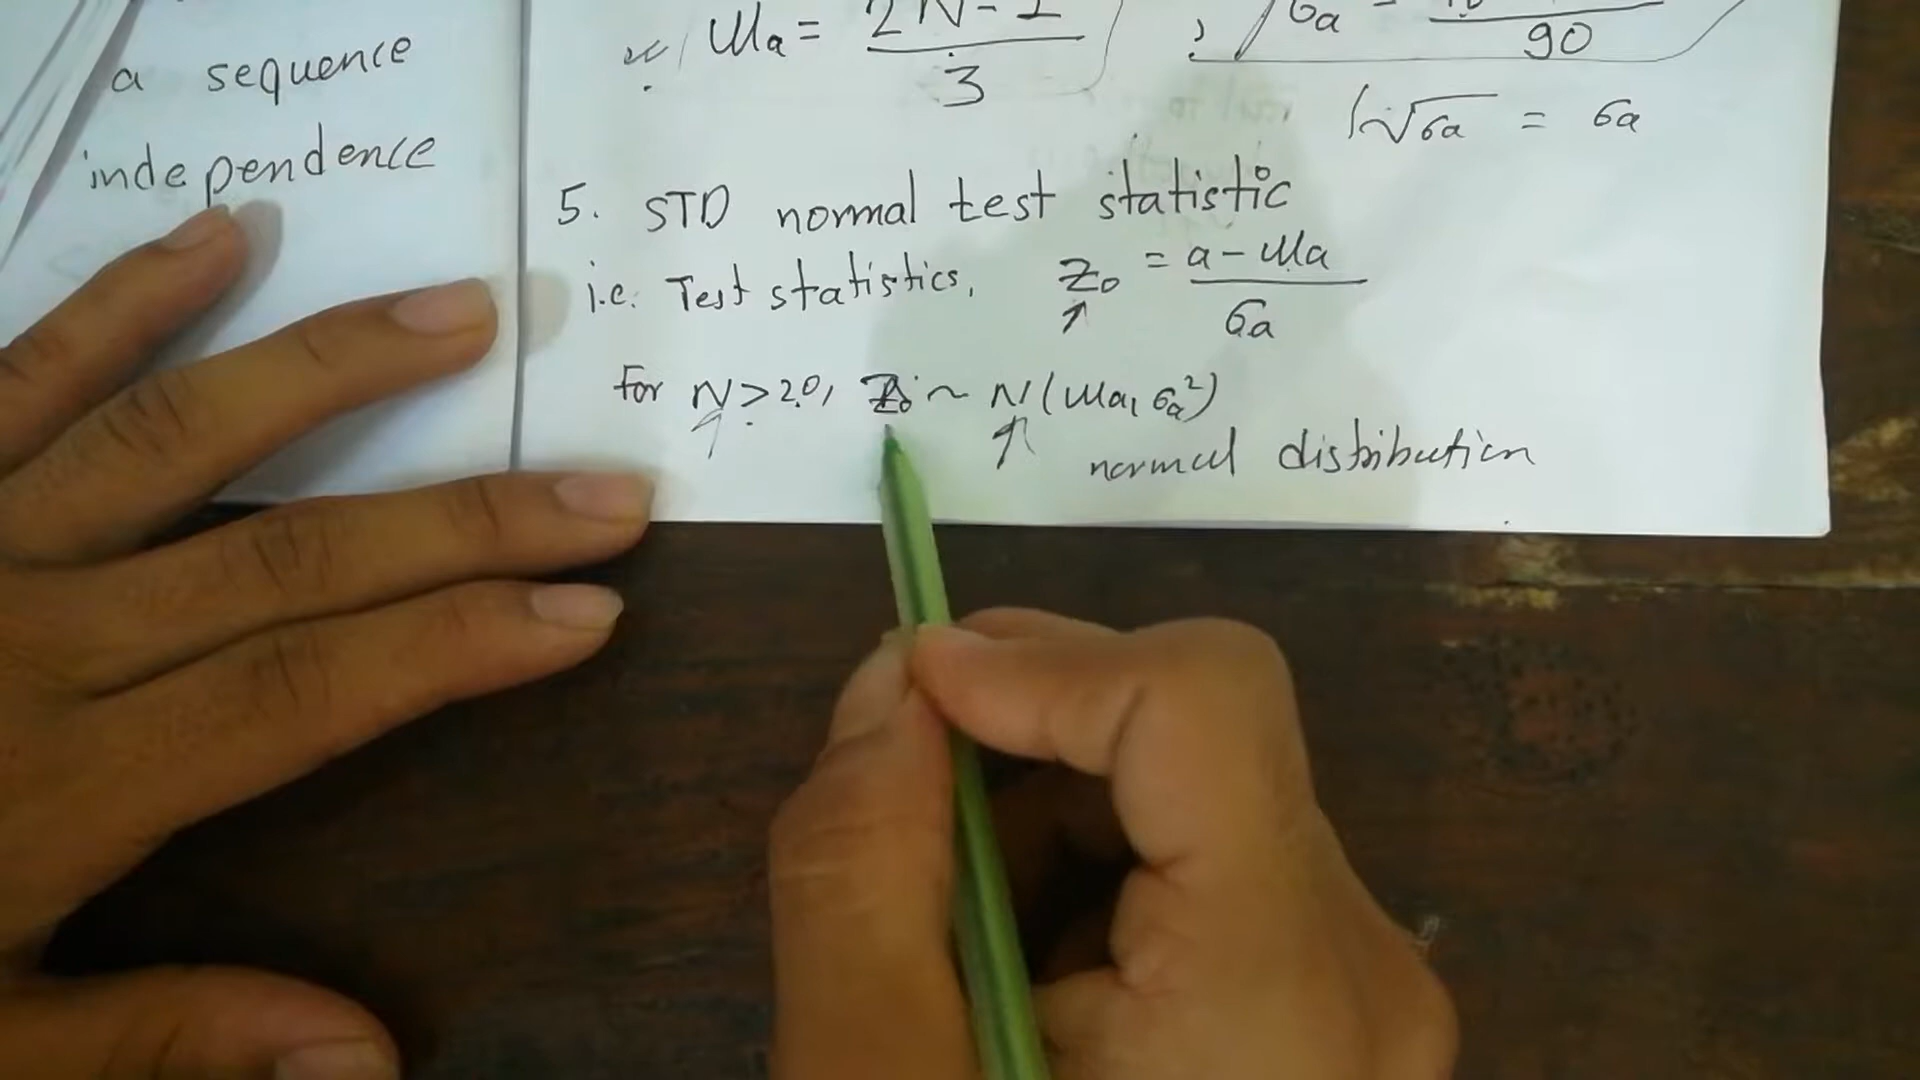 a sequence
independence
μa = 2N-1 / 3 ; σa = / 90
√σa = σa
5. STD normal test statistic
i.e. Test statistics, Z0 = a - μa / σa
For N > 20, Z0 ~ N(μa, σa²)
normal distribution